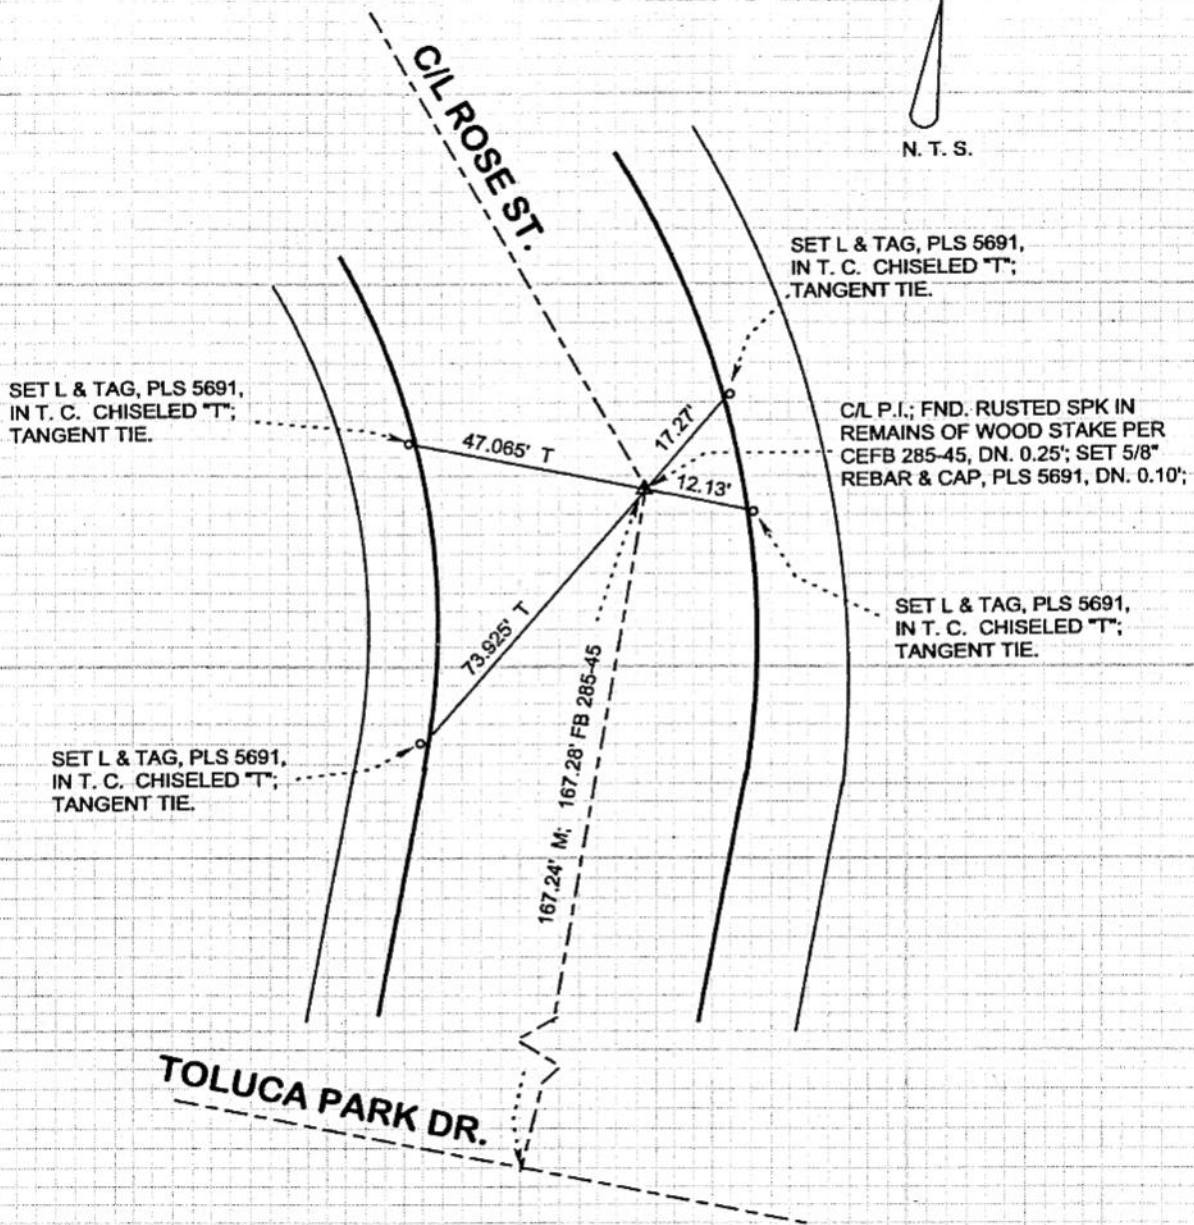 C/L ROSE ST.
N. T. S.
SET L & TAG, PLS 5691,
IN T. C. CHISELED "T";
TANGENT TIE.
SET L & TAG, PLS 5691,
IN T. C. CHISELED "T";
TANGENT TIE.
47.065' T
17.27'
12.13'
C/L P.I.; FND. RUSTED SPK IN
REMAINS OF WOOD STAKE PER
CEFB 285-45, DN. 0.25'; SET 5/8"
REBAR & CAP, PLS 5691, DN. 0.10';
SET L & TAG, PLS 5691,
IN T. C. CHISELED "T";
TANGENT TIE.
73.925' T
167.24' M; 167.28' FB 285-45
SET L & TAG, PLS 5691,
IN T. C. CHISELED "T";
TANGENT TIE.
TOLUCA PARK DR.